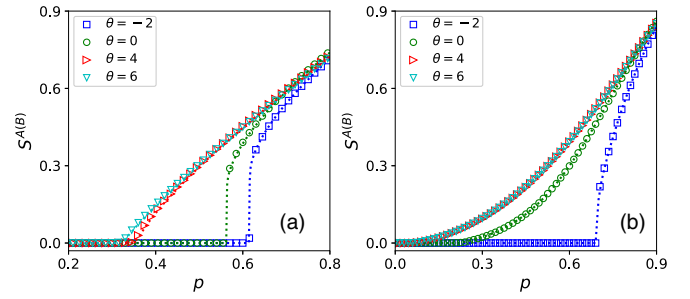 0.9
0.6
0.3
0.0
S^{A(B)}
θ = −2
θ = 0
θ = 4
θ = 6
(a)
0.2 0.4 0.6 0.8
p
0.9
0.6
0.3
0.0
S^{A(B)}
θ = −2
θ = 0
θ = 4
θ = 6
(b)
0.0 0.3 0.6 0.9
p